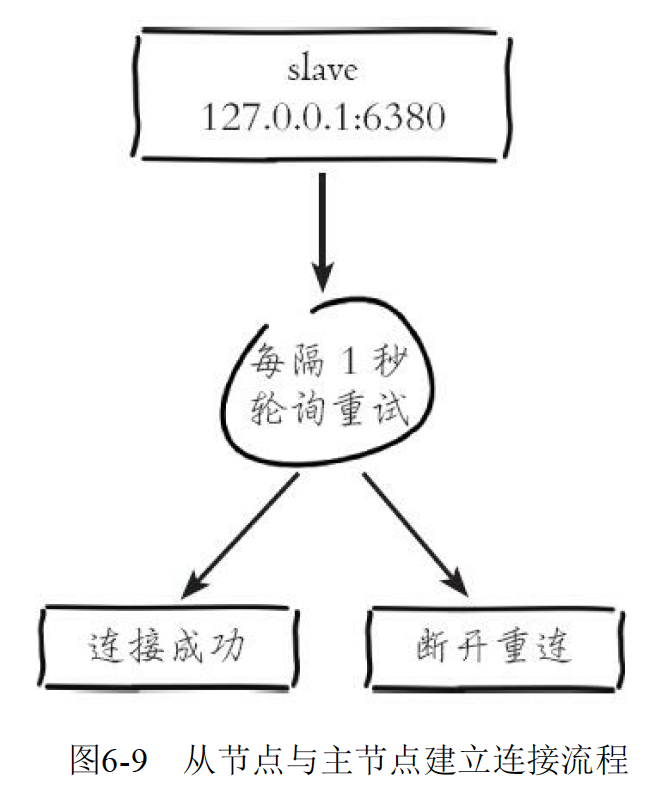 slave
127.0.0.1:6380
每隔 1 秒
轮询重试
连接成功
断开重连
图6-9 从节点与主节点建立连接流程